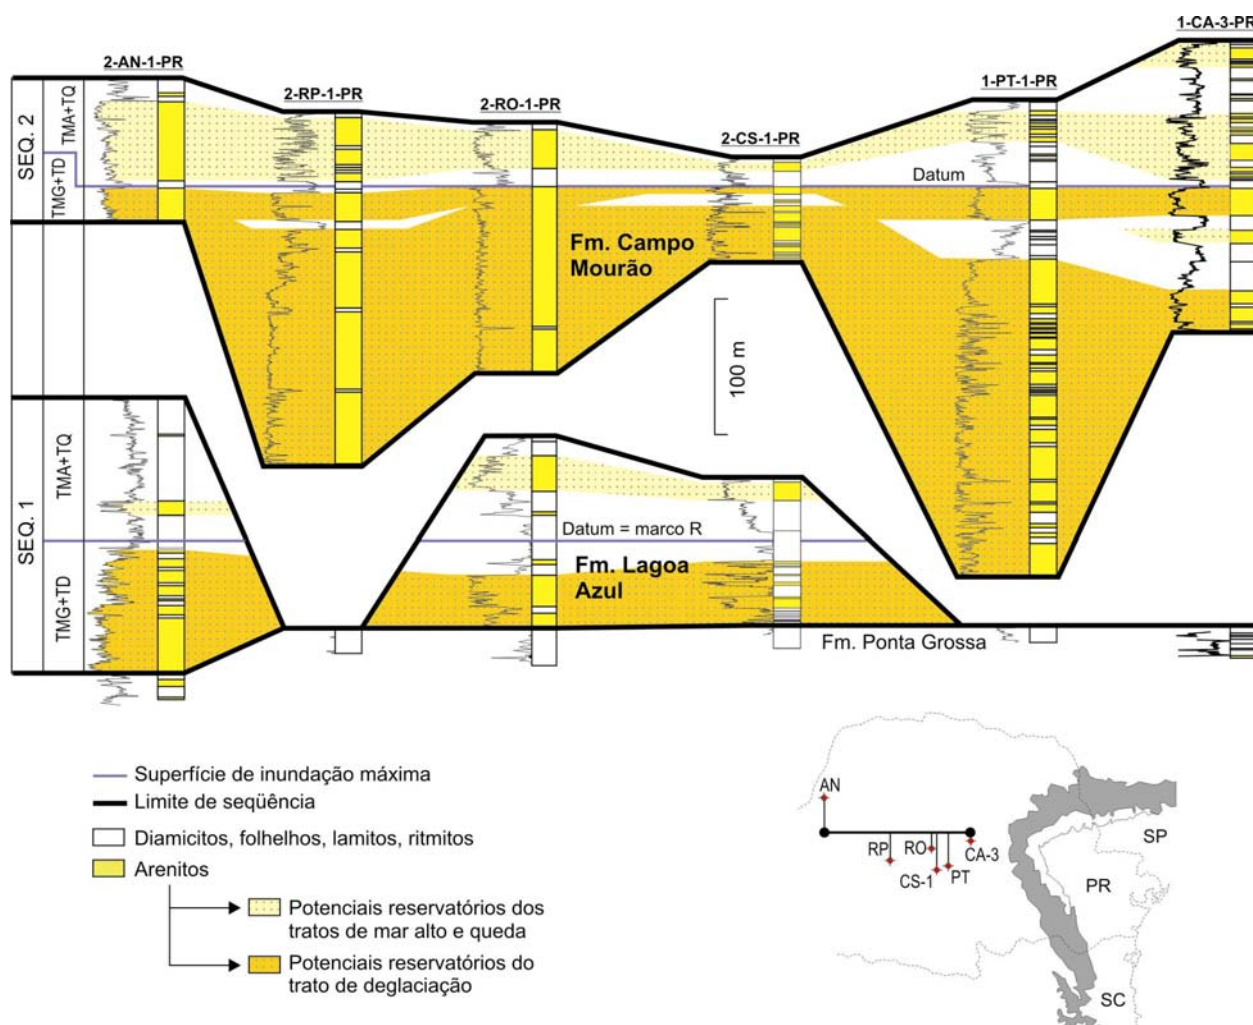 1-CA-3-PR
2-AN-1-PR
1-PT-1-PR
2-RP-1-PR
2-RO-1-PR
2-CS-1-PR
SEQ. 2
TMA+TQ
TMG+TD
Datum
Fm. Campo
Mourão
100 m
SEQ. 1
TMA+TQ
TMG+TD
Datum = marco R
Fm. Lagoa
Azul
Fm. Ponta Grossa
Superfície de inundação máxima
Limite de seqüência
Diamicitos, folhelhos, lamitos, ritmitos
Arenitos
Potenciais reservatórios dos
tratos de mar alto e queda
Potenciais reservatórios do
trato de deglaciação
AN
RP
RO
CA-3
CS-1
PT
SP
PR
SC